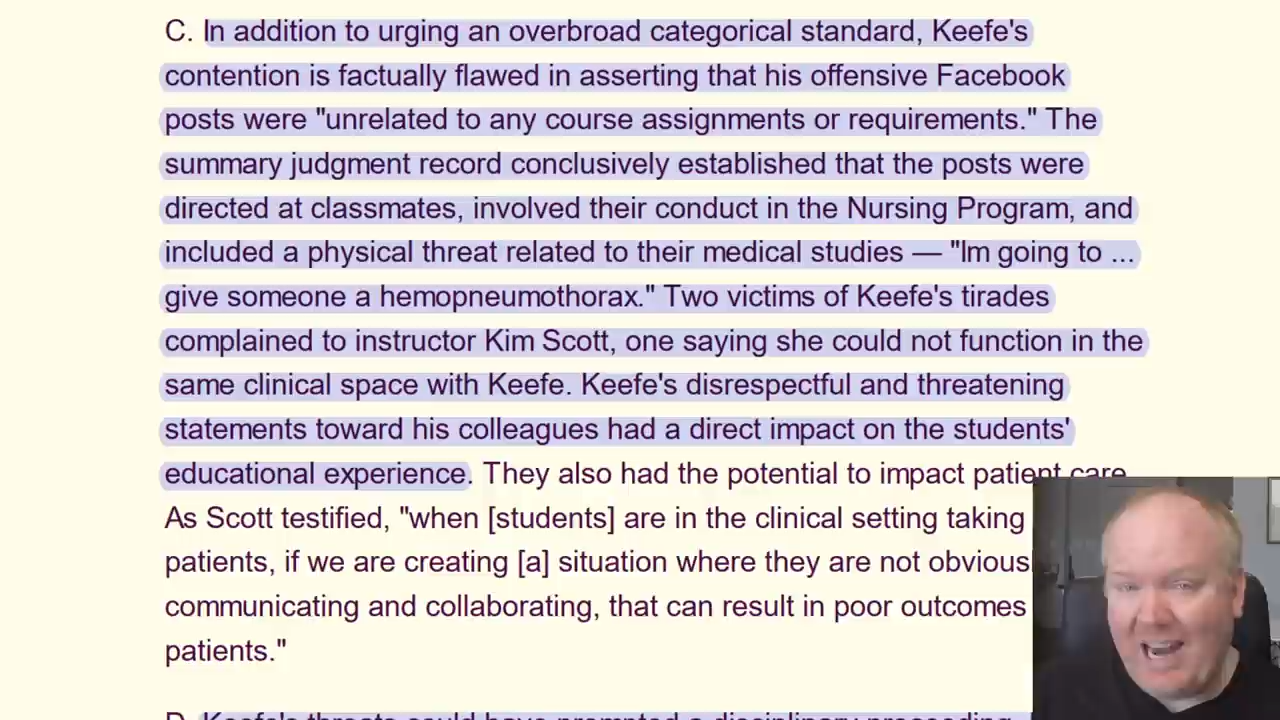 C. In addition to urging an overbroad categorical standard, Keefe's
contention is factually flawed in asserting that his offensive Facebook
posts were "unrelated to any course assignments or requirements." The
summary judgment record conclusively established that the posts were
directed at classmates, involved their conduct in the Nursing Program, and
included a physical threat related to their medical studies — "Im going to ...
give someone a hemopneumothorax." Two victims of Keefe's tirades
complained to instructor Kim Scott, one saying she could not function in the
same clinical space with Keefe. Keefe's disrespectful and threatening
statements toward his colleagues had a direct impact on the students'
educational experience. They also had the potential to impact patient care.
As Scott testified, "when [students] are in the clinical setting taking
patients, if we are creating [a] situation where they are not
communicating and collaborating, that can result in poor outcomes
patients."
D. Keefe's threats could have prompted a disciplinary proceeding.